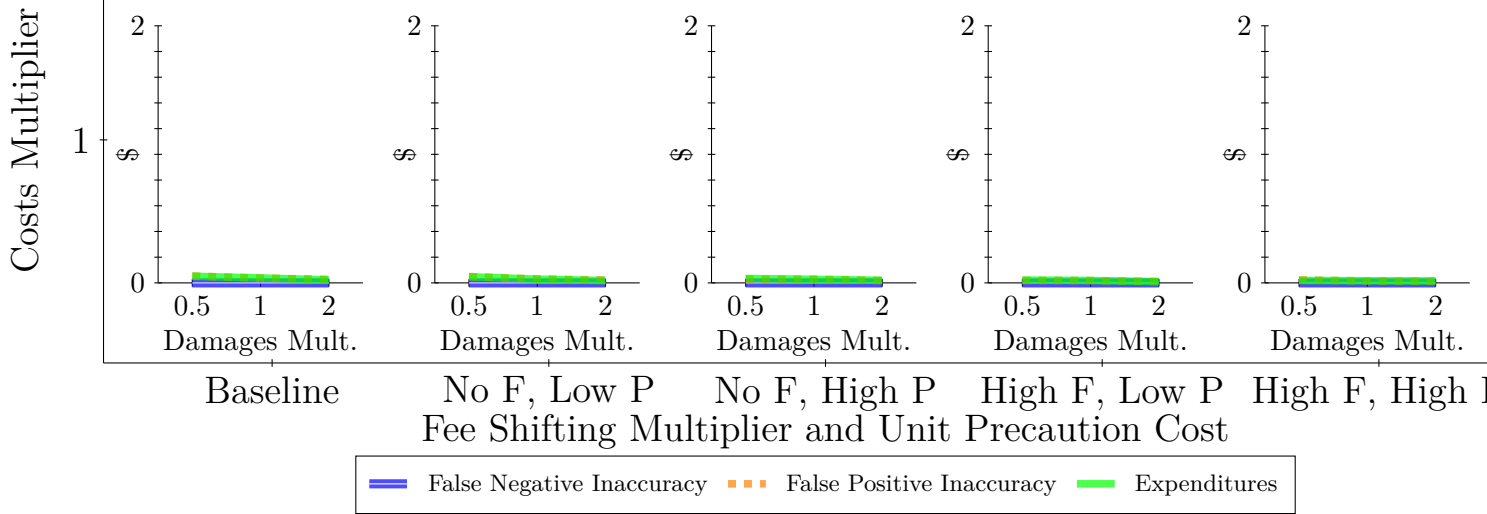 Costs Multiplier
1
2 2 2 2 2
$ $ $ $ $
0 0 0 0 0
0.5 1 2 0.5 1 2 0.5 1 2 0.5 1 2 0.5 1 2
Damages Mult. Damages Mult. Damages Mult. Damages Mult. Damages Mult.
Baseline No F, Low P No F, High P High F, Low P High F, High
Fee Shifting Multiplier and Unit Precaution Cost
False Negative Inaccuracy False Positive Inaccuracy Expenditures